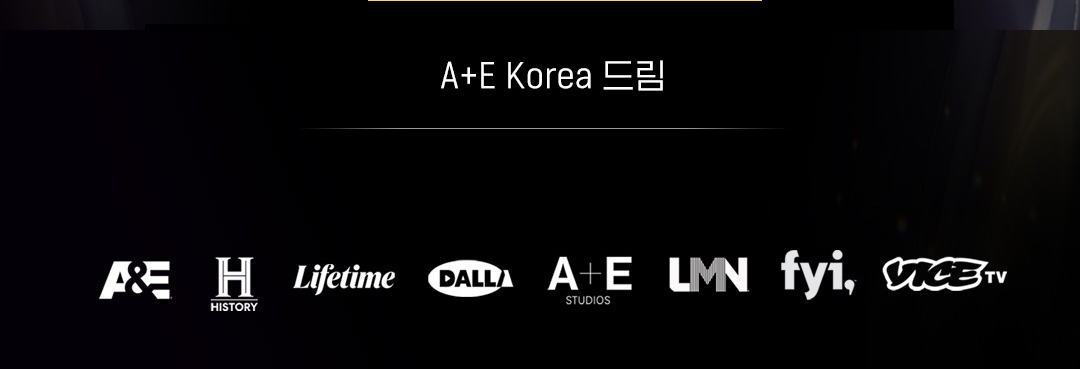 A+E Korea 드림
A&E
H
HISTORY
Lifetime
DALLA
A+E
STUDIOS
LMN
fyi,
VICE TV